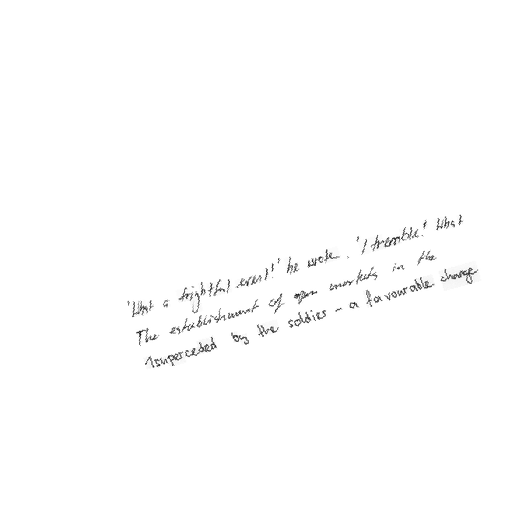 'What a frightful event!' he wrote. 'I tremble!' What
The establishment of open markets in the
superceded by the soldiers - a favourable change